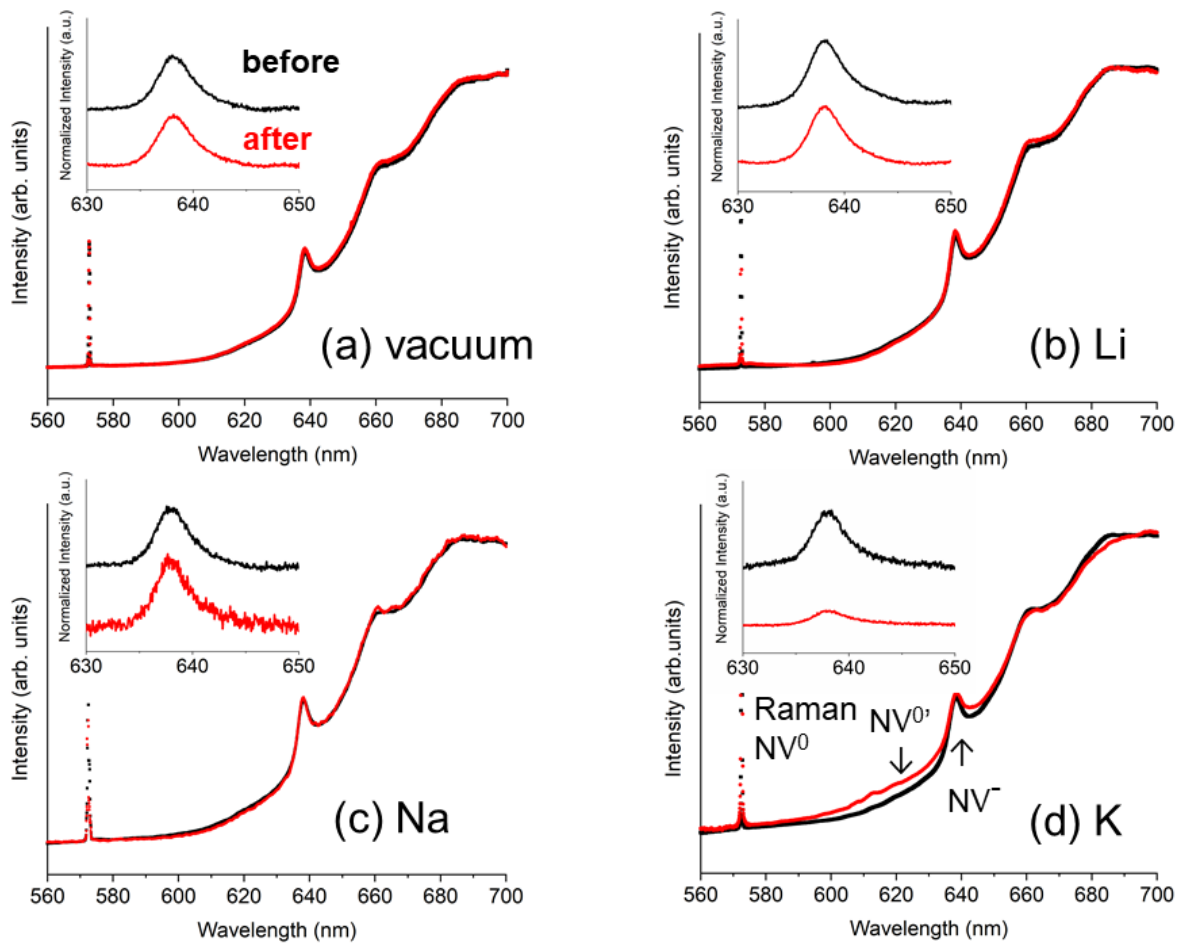 Normalized Intensity (a.u.)
before
after
630 640 650
Intensity (arb. units)
(a) vacuum
560 580 600 620 640 660 680 700
Wavelength (nm)
Normalized Intensity (a.u.)
630 640 650
Intensity (arb. units)
(b) Li
560 580 600 620 640 660 680 700
Wavelength (nm)
Normalized Intensity (a.u.)
630 640 650
Intensity (arb. units)
(c) Na
560 580 600 620 640 660 680 700
Wavelength (nm)
Normalized Intensity (a.u.)
630 640 650
Intensity (arb.units)
Raman
NV⁰
NV⁰'
NV⁻
(d) K
560 580 600 620 640 660 680 700
Wavelength (nm)